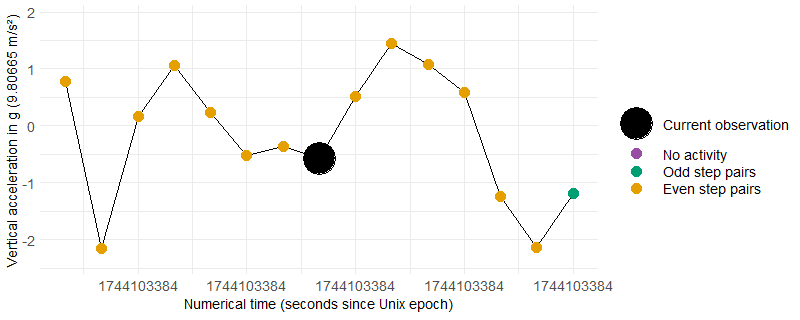 Vertical acceleration in g (9.80665 m/s²)
2
1
0
-1
-2
1744103384 1744103384 1744103384 1744103384 1744103384
Numerical time (seconds since Unix epoch)
Current observation
No activity
Odd step pairs
Even step pairs